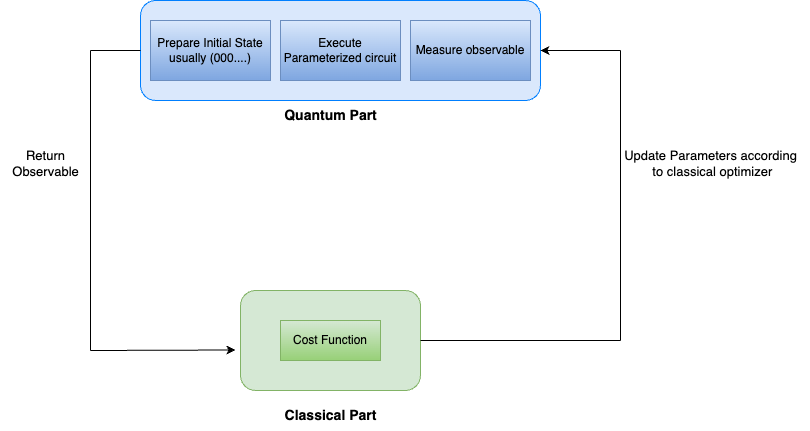 Prepare Initial State
usually (000....)
Execute
Parameterized circuit
Measure observable
Quantum Part
Return
Observable
Update Parameters according
to classical optimizer
Cost Function
Classical Part